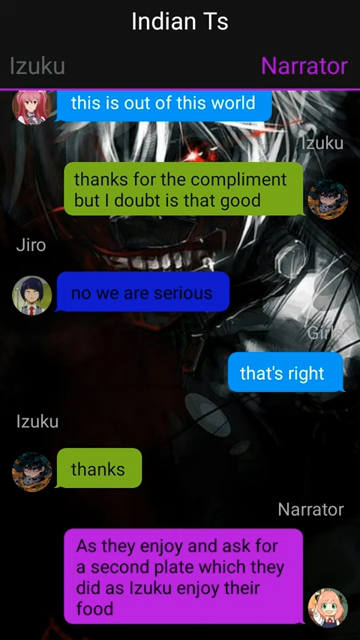 Indian Ts
Izuku
Narrator
this is out of this world
Izuku
thanks for the compliment
but I doubt is that good
Jiro
no we are serious
Girls
that's right
Izuku
thanks
Narrator
As they enjoy and ask for
a second plate which they
did as Izuku enjoy their
food